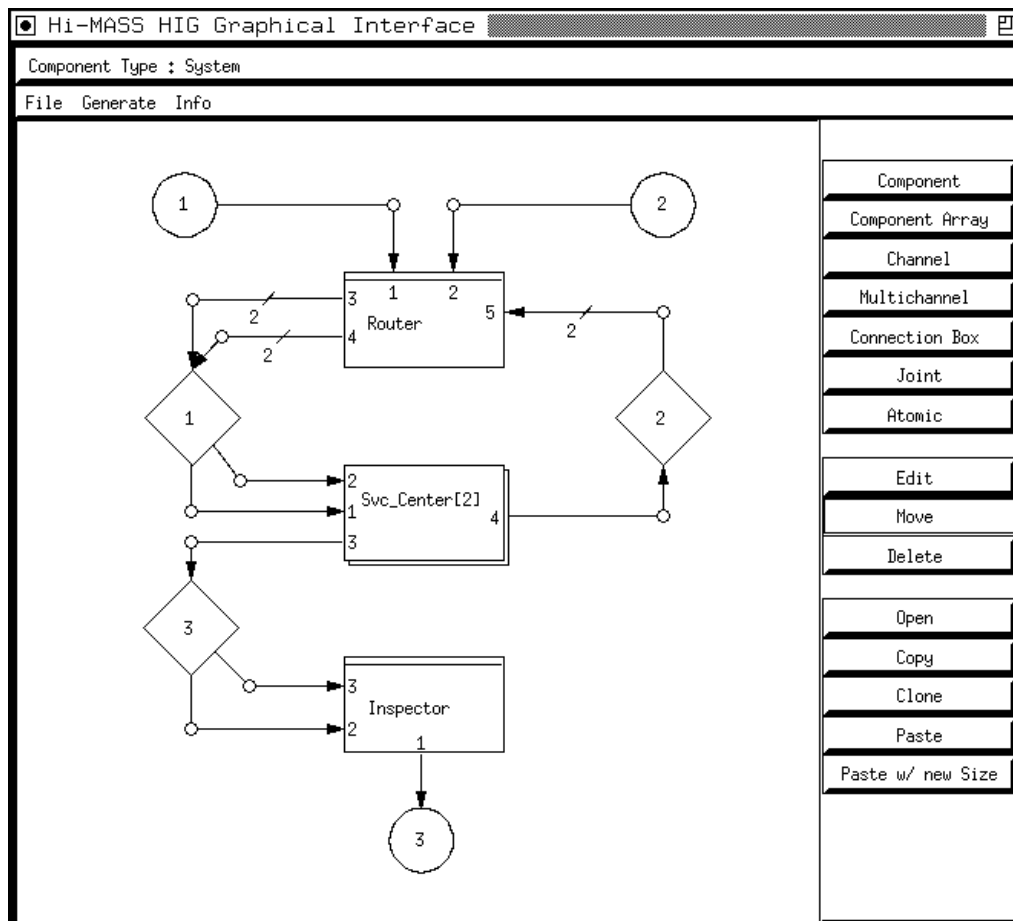 Hi-MASS HIG Graphical Interface
Component Type : System
File Generate Info
1
2
1 2
3
5
2
Router
2
4
2
1
2
2
Svc_Center[2]
1
4
3
3
3
Inspector
2
1
3
Component
Component Array
Channel
Multichannel
Connection Box
Joint
Atomic
Edit
Move
Delete
Open
Copy
Clone
Paste
Paste w/ new Size